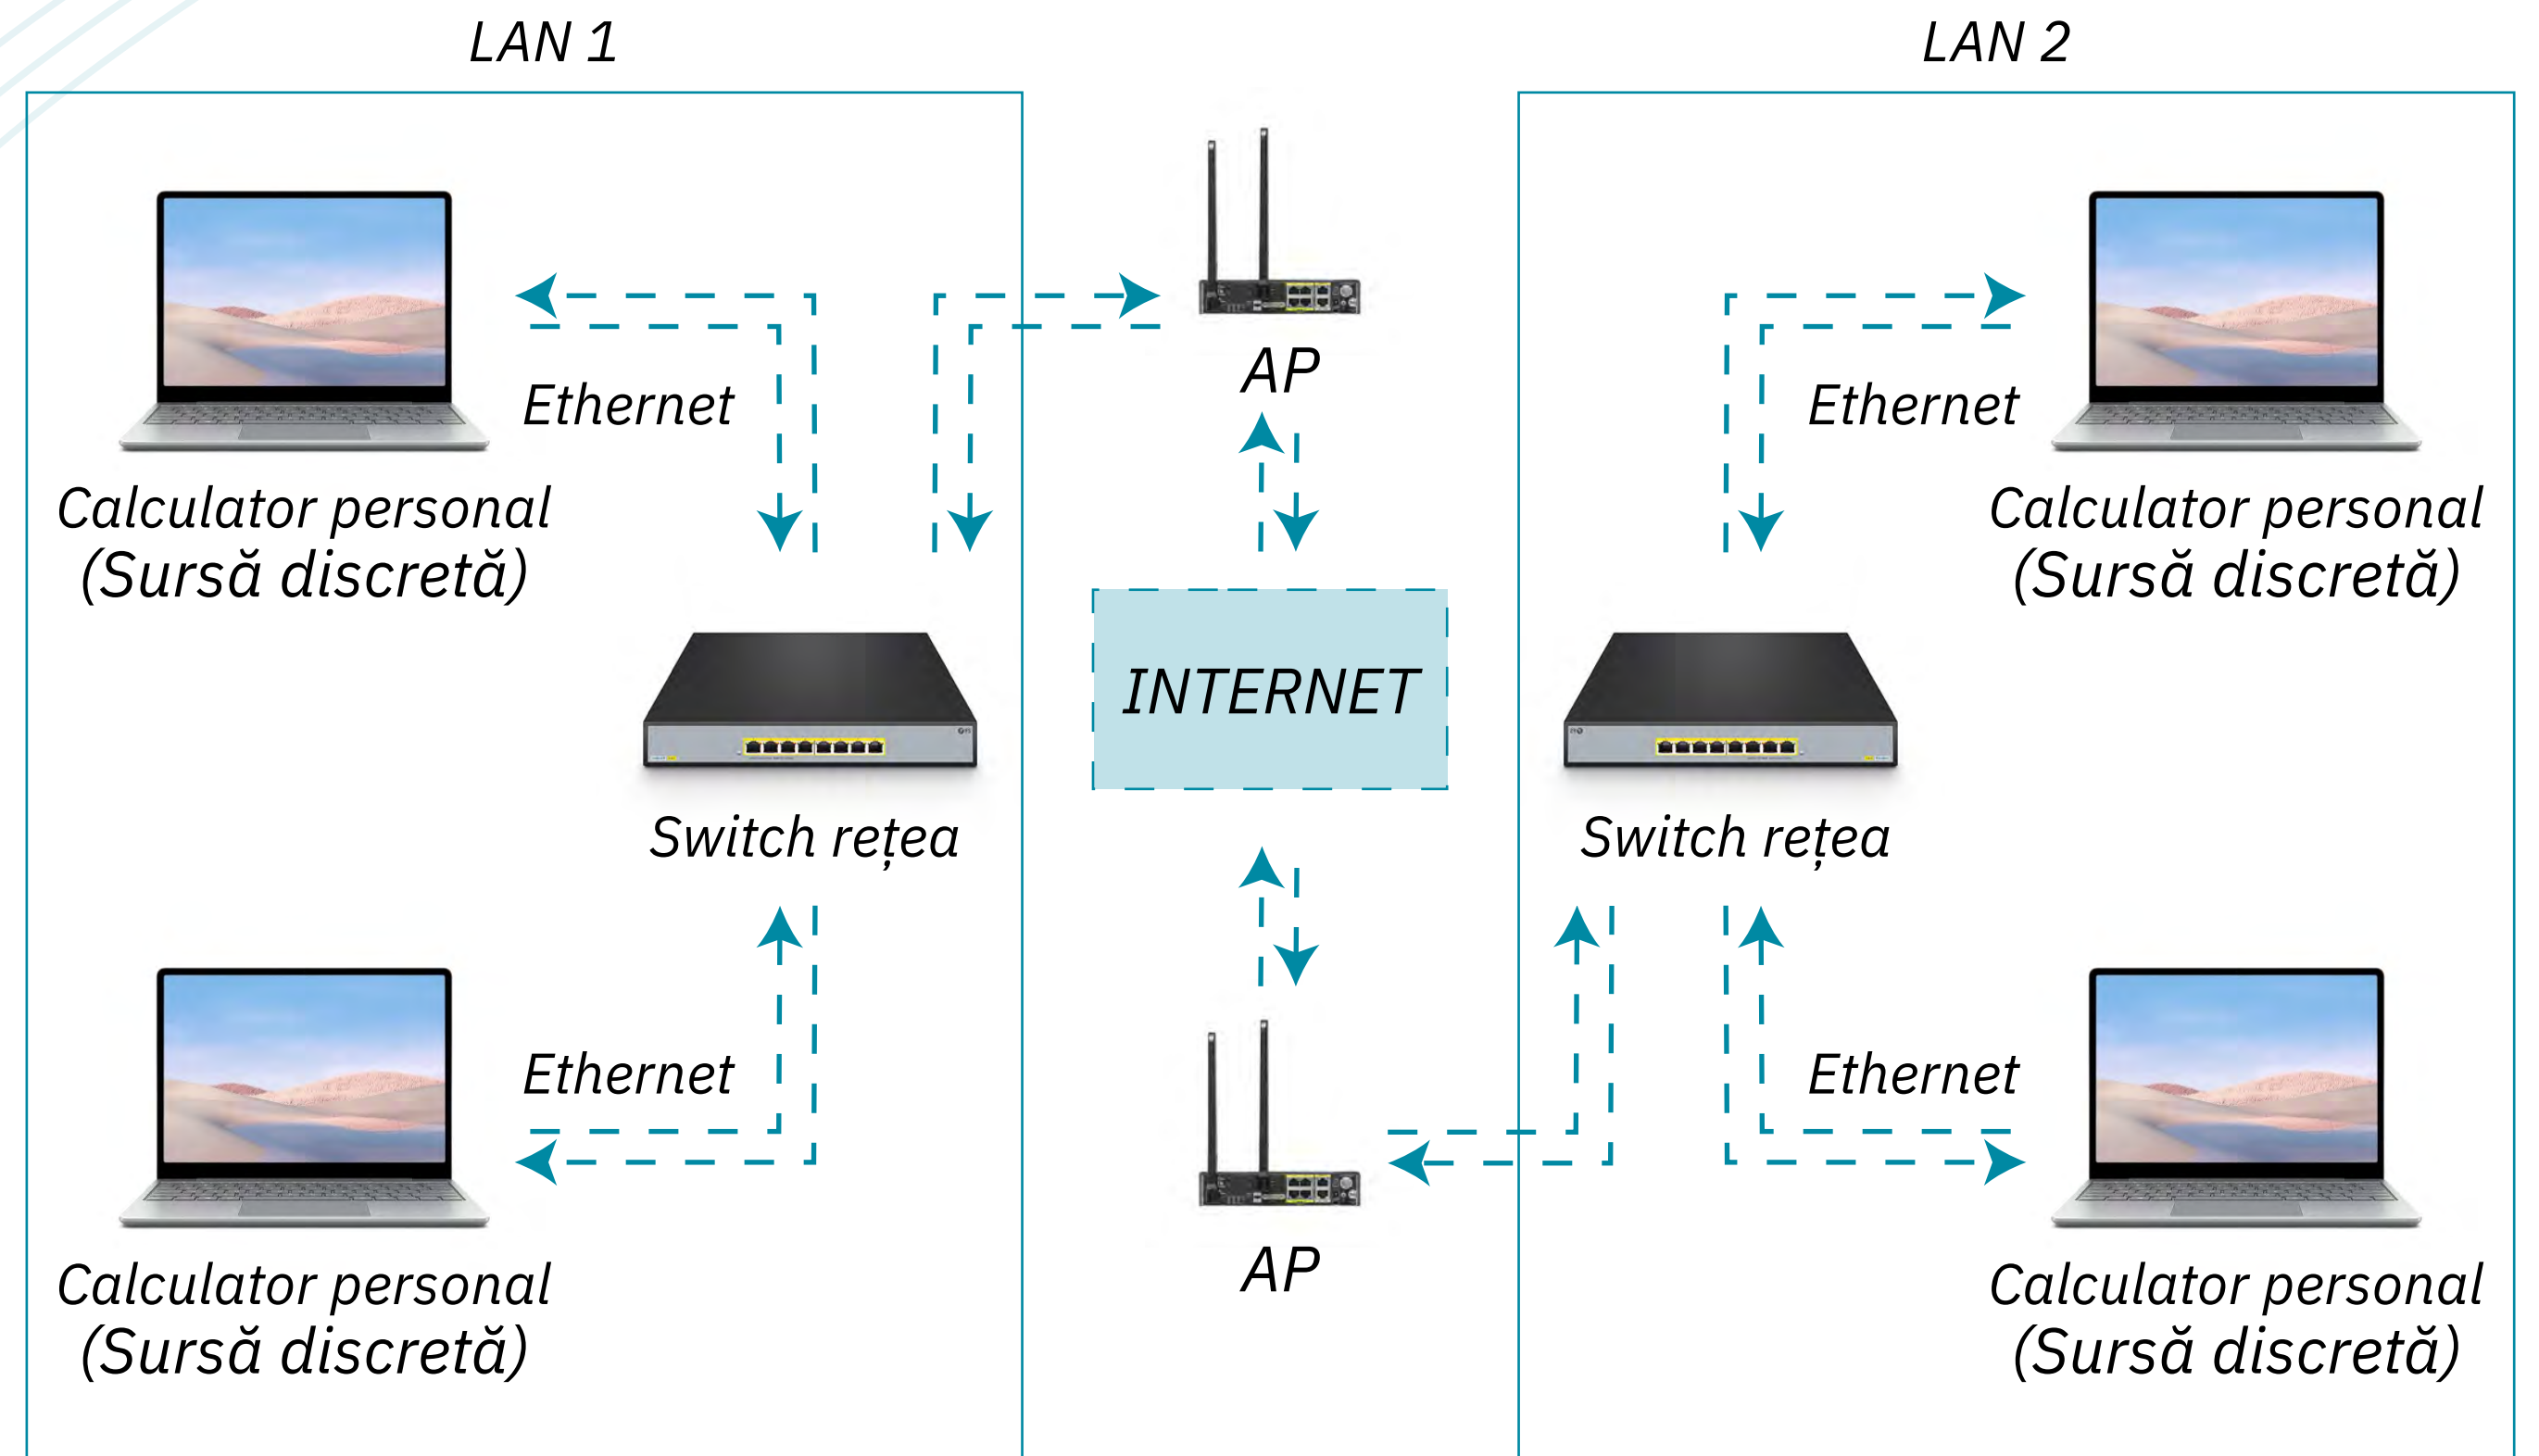 LAN 1
LAN 2
AP
Ethernet
Ethernet
Calculator personal
(Sursă discretă)
Calculator personal
(Sursă discretă)
INTERNET
Switch rețea
Switch rețea
Ethernet
Ethernet
AP
Calculator personal
(Sursă discretă)
Calculator personal
(Sursă discretă)